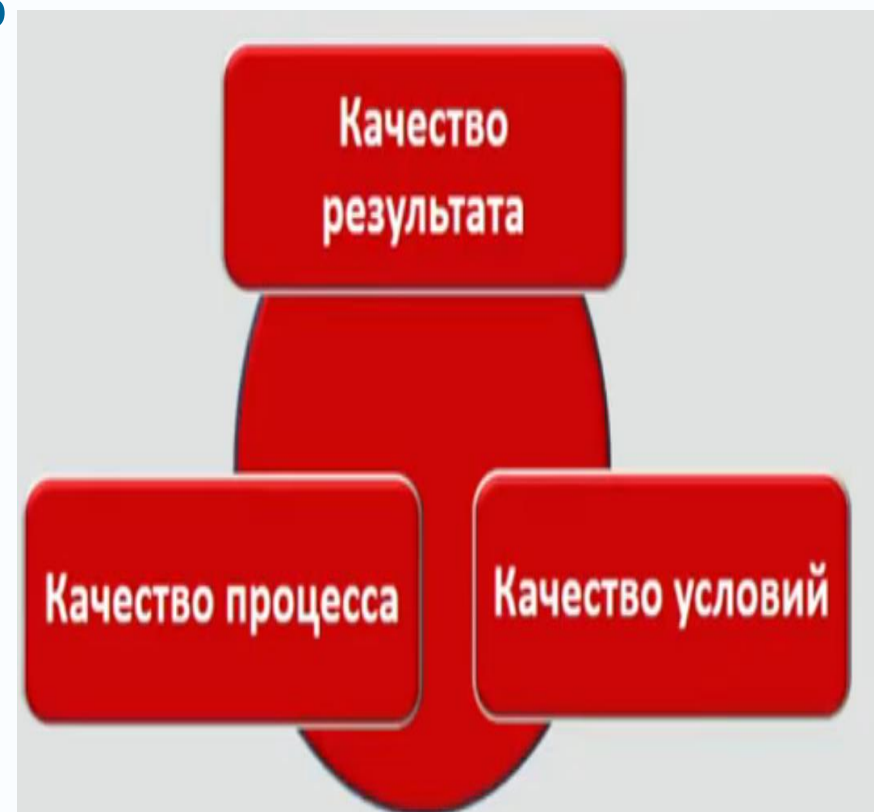 Качество
результата
Качество процесса
Качество условий